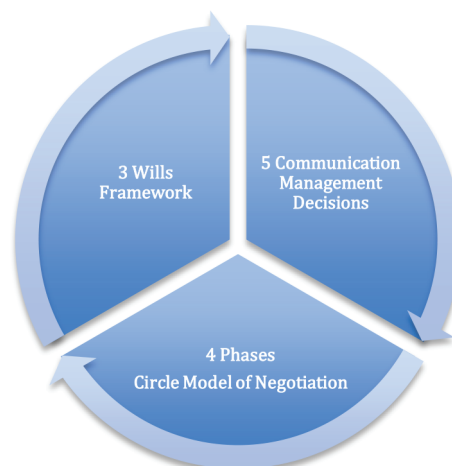 3 Wills
Framework
5 Communication
Management
Decisions
4 Phases
Circle Model of Negotiation